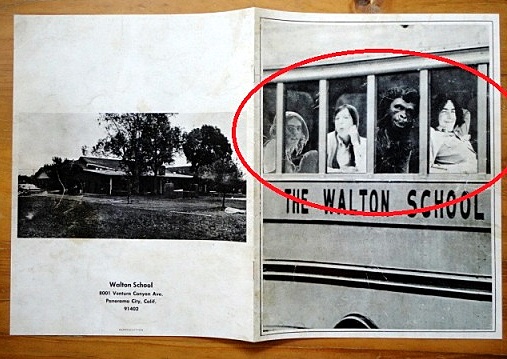 Walton School
8001 Ventura Canyon Ave.
Panorama City, Calif.
91402
THE WALTON SCHOOL